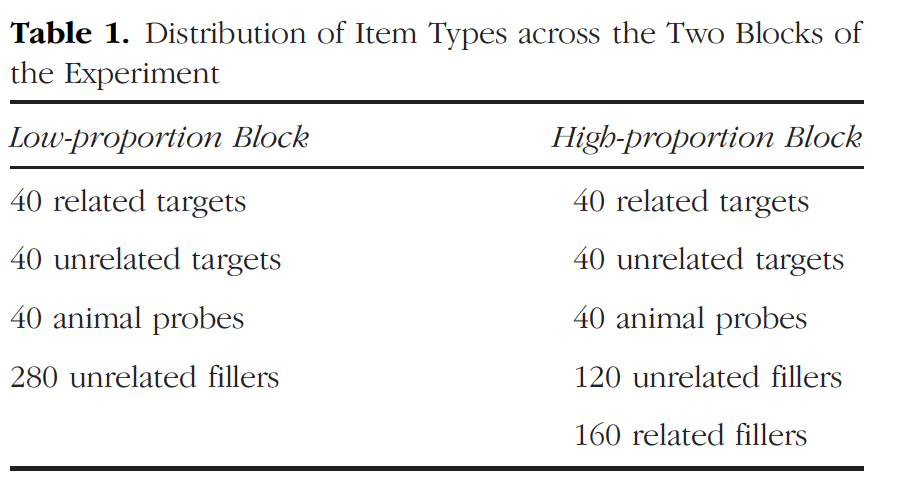 Table 1. Distribution of Item Types across the Two Blocks of
the Experiment
Low-proportion Block High-proportion Block
40 related targets 40 related targets
40 unrelated targets 40 unrelated targets
40 animal probes 40 animal probes
280 unrelated fillers 120 unrelated fillers
160 related fillers